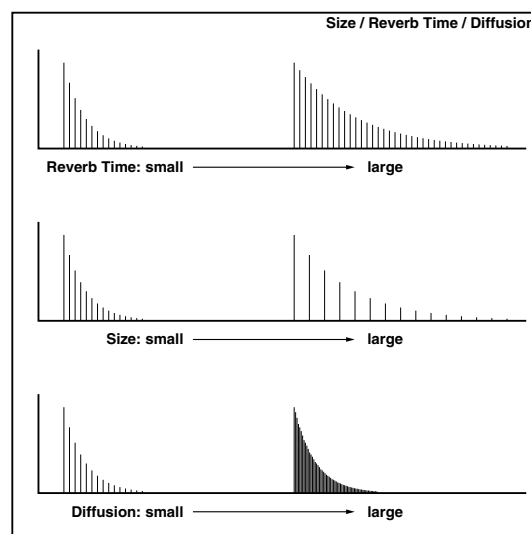 Size / Reverb Time / Diffusion
Reverb Time: small large
Size: small large
Diffusion: small large